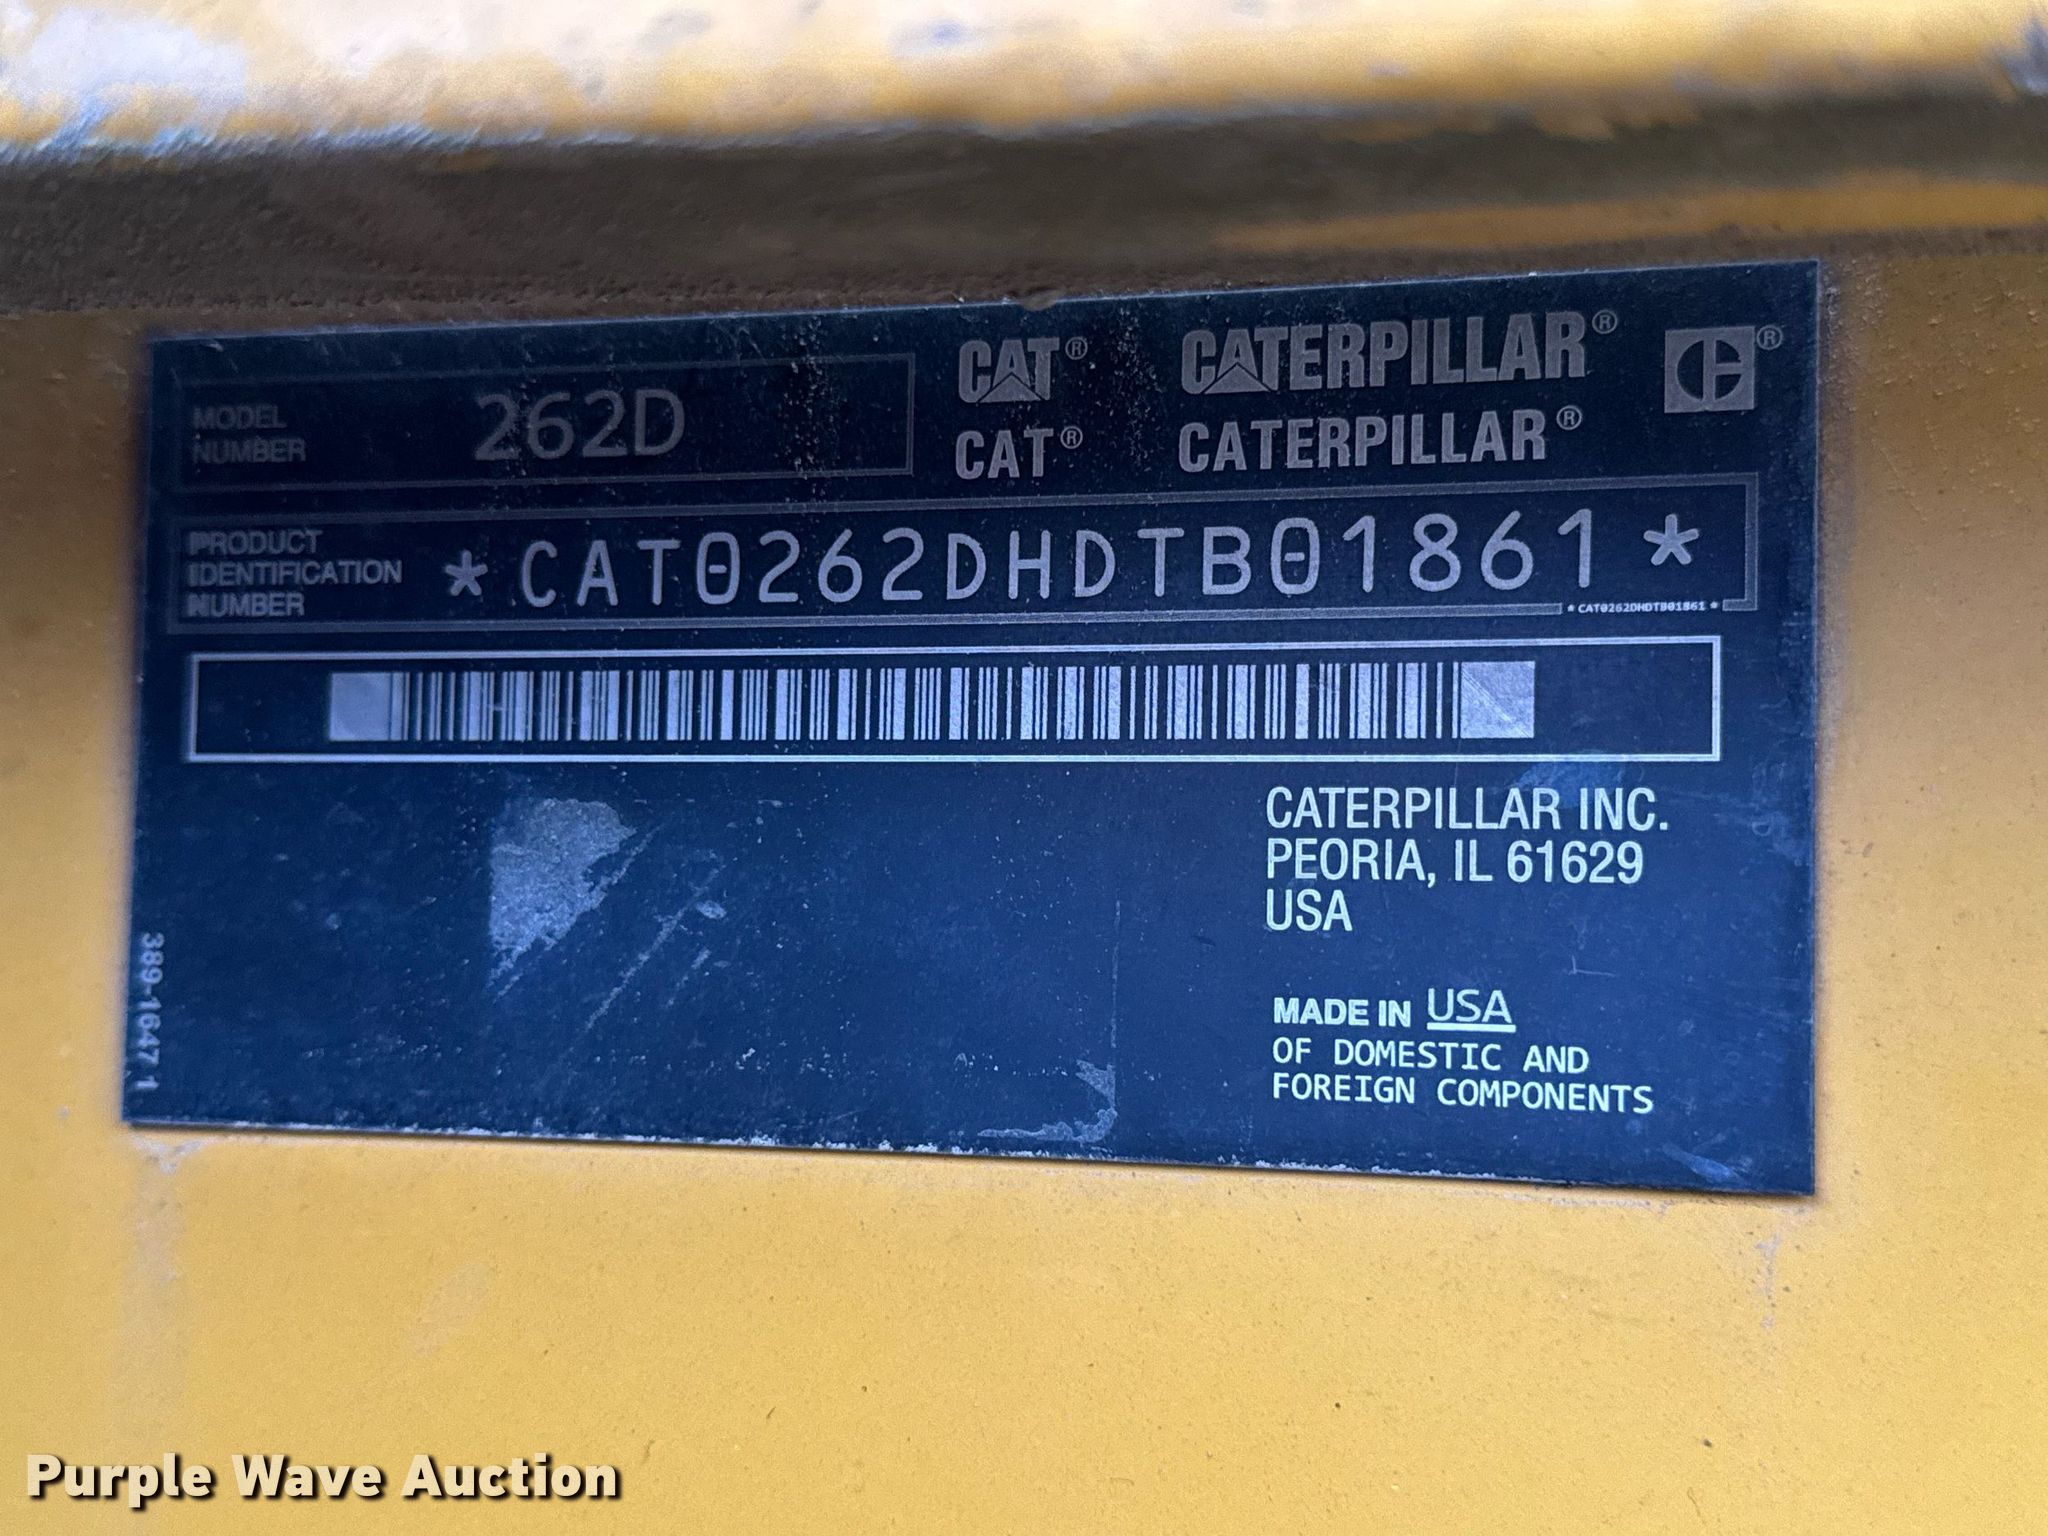 MODEL
NUMBER
262D
CAT® CATERPILLAR® ®
CAT® CATERPILLAR®
PRODUCT
IDENTIFICATION
NUMBER
*CAT0262DHDTB01861*
*CAT0262DHDTB01861*
CATERPILLAR INC.
PEORIA, IL 61629
USA
MADE IN USA
OF DOMESTIC AND
FOREIGN COMPONENTS
389-1647 1
Purple Wave Auction